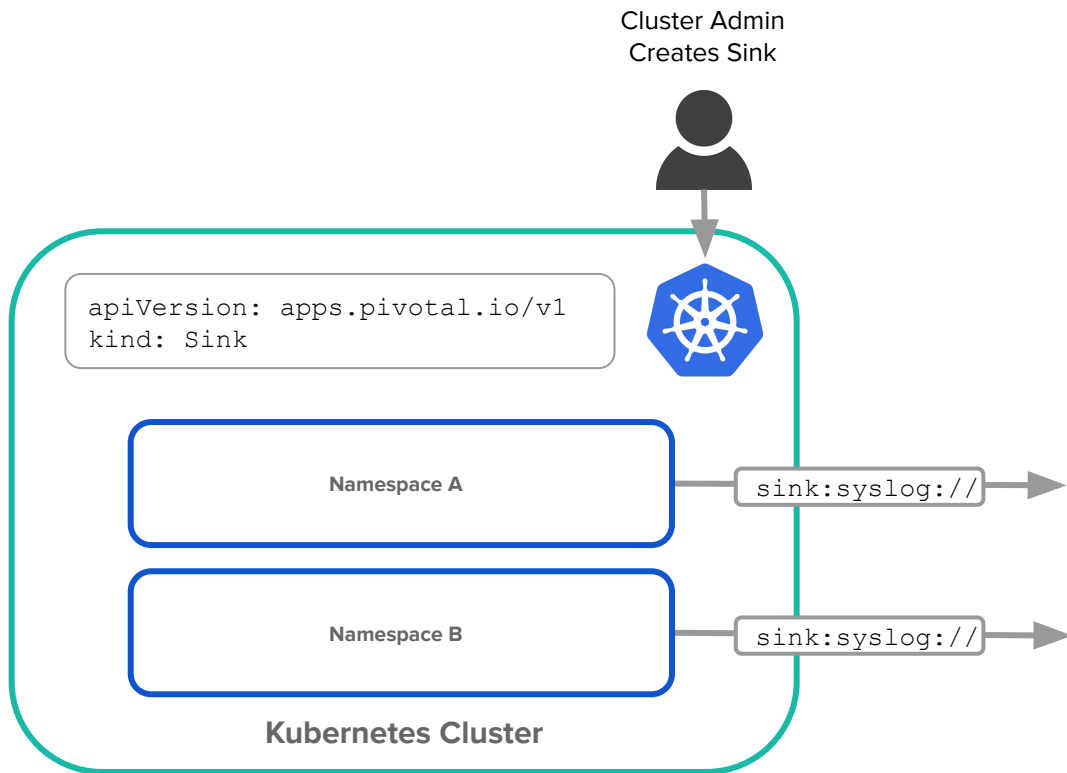 Cluster Admin
Creates Sink
apiVersion: apps.pivotal.io/v1
kind: Sink
Namespace A
sink:syslog://
Namespace B
sink:syslog://
Kubernetes Cluster